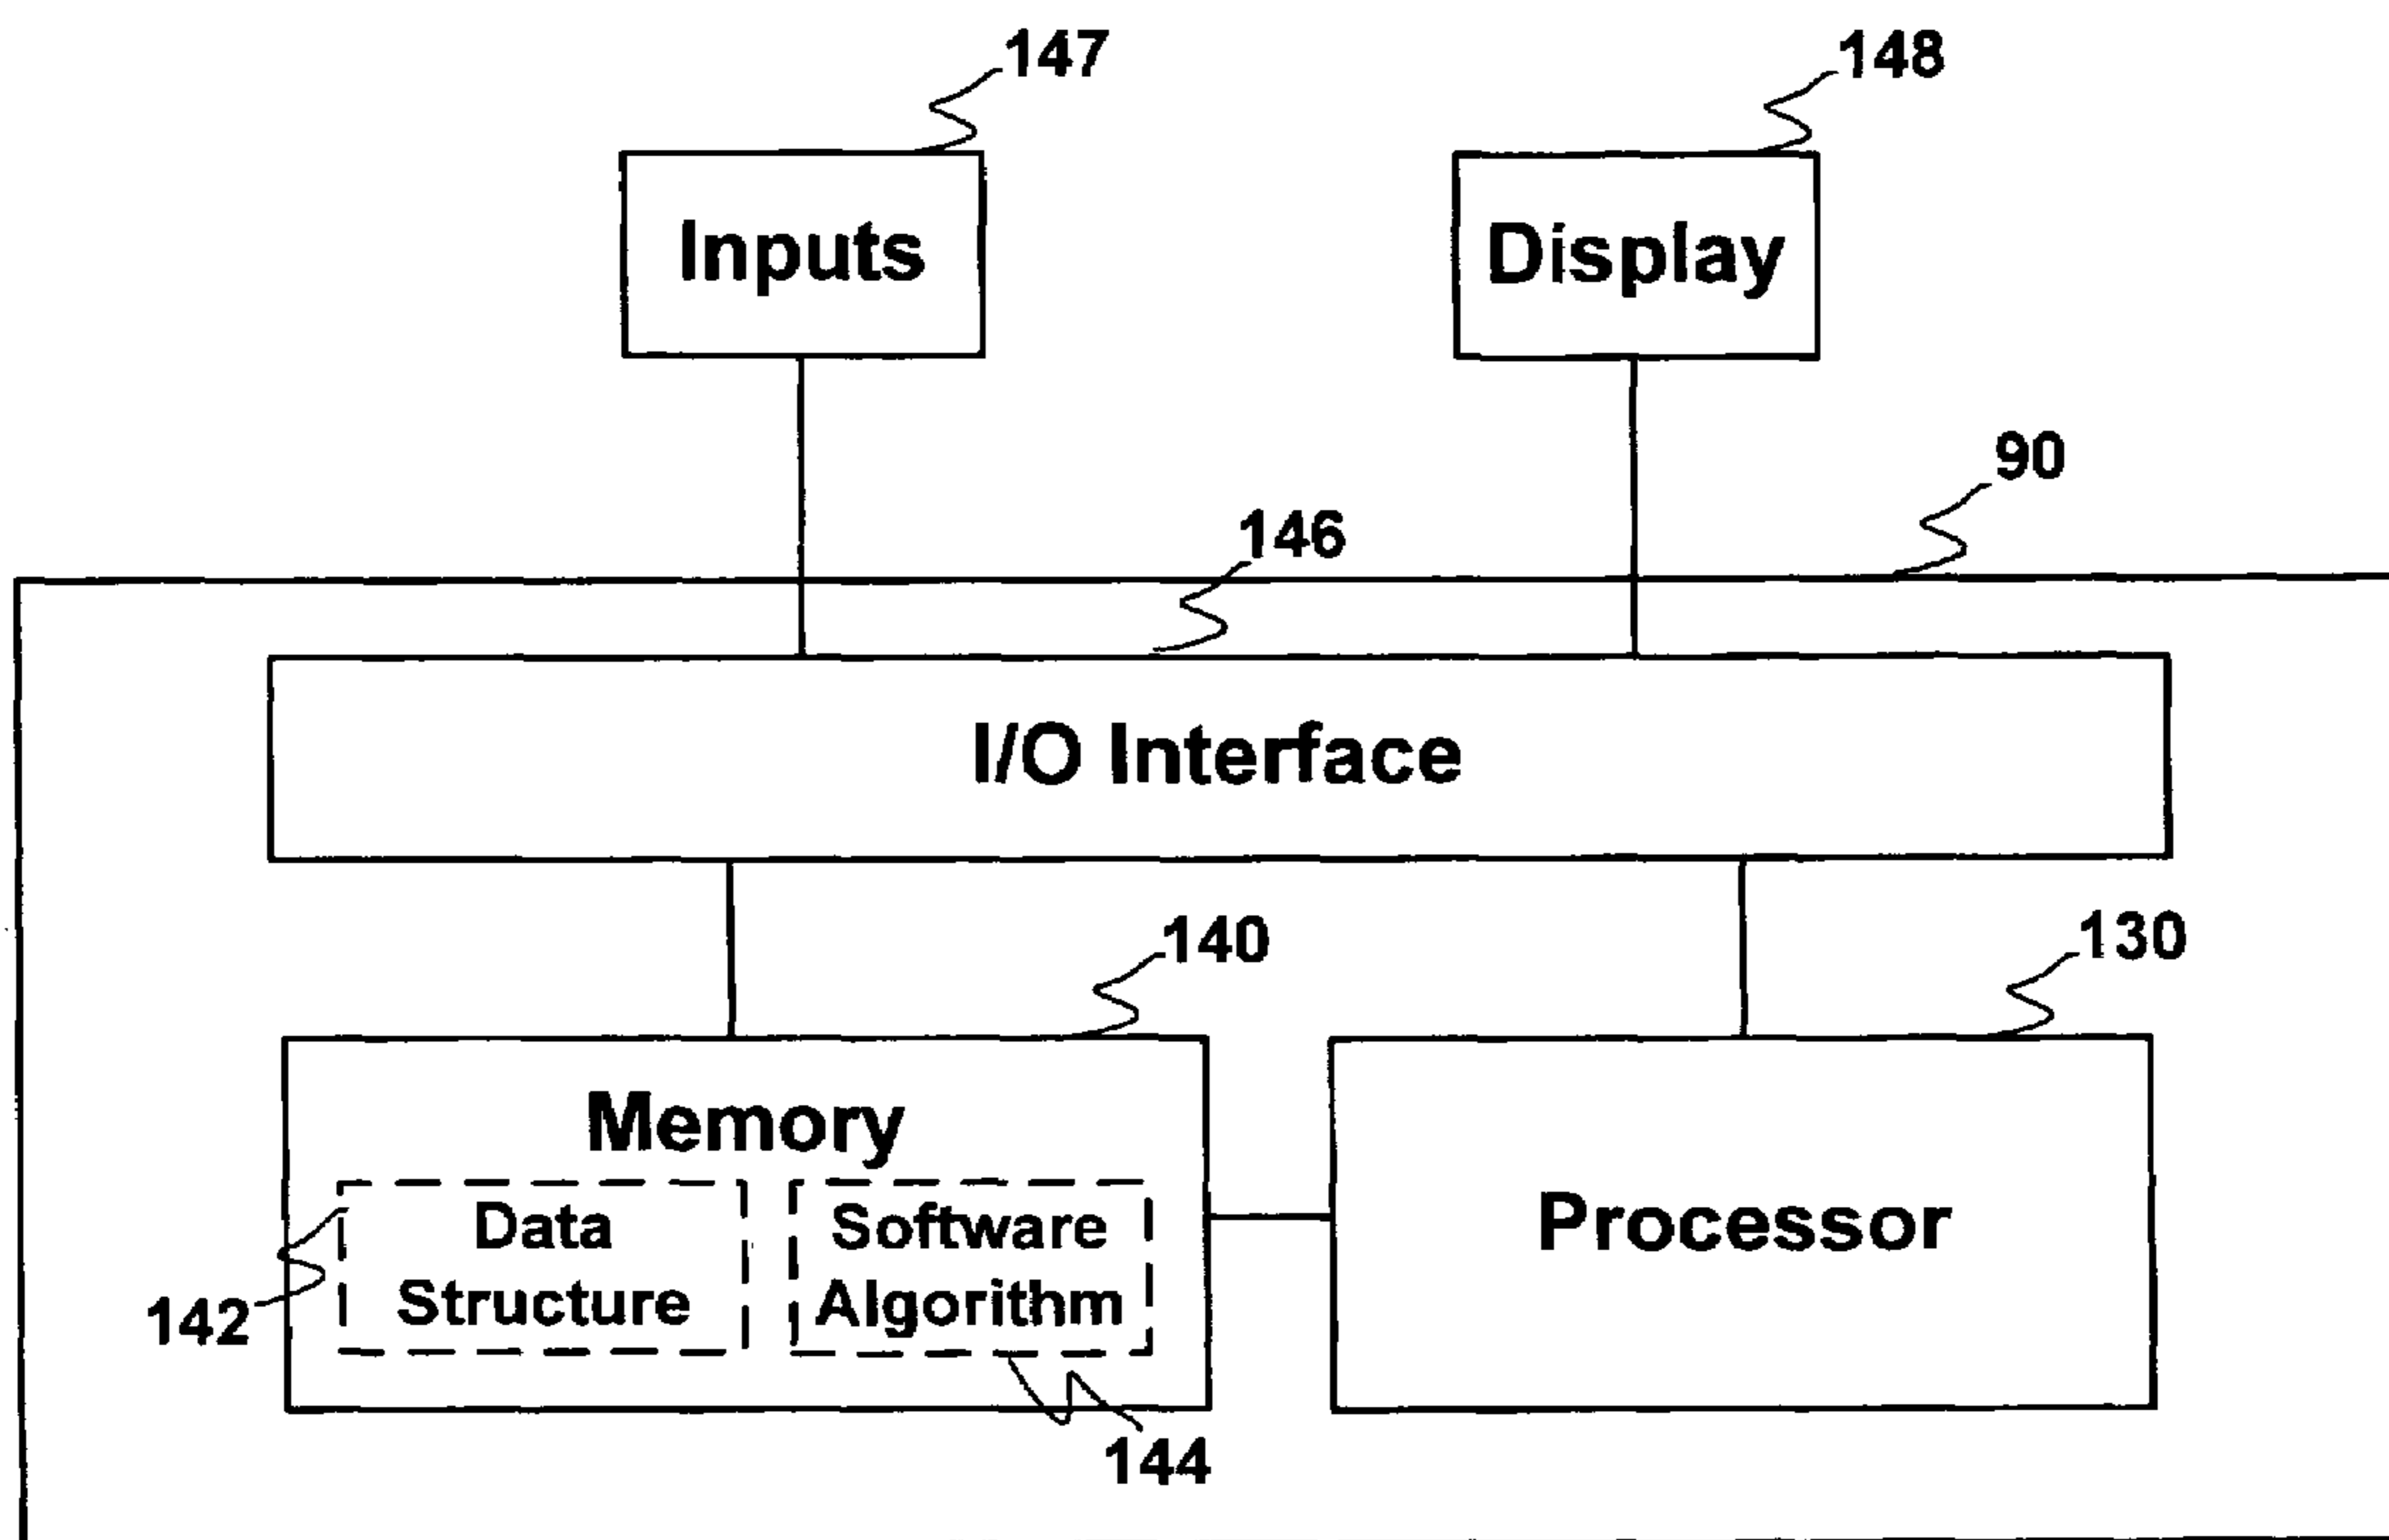 147
148
Inputs
Display
90
146
I/O Interface
140
130
Memory
Data
Structure
Software
Algorithm
Processor
142
144